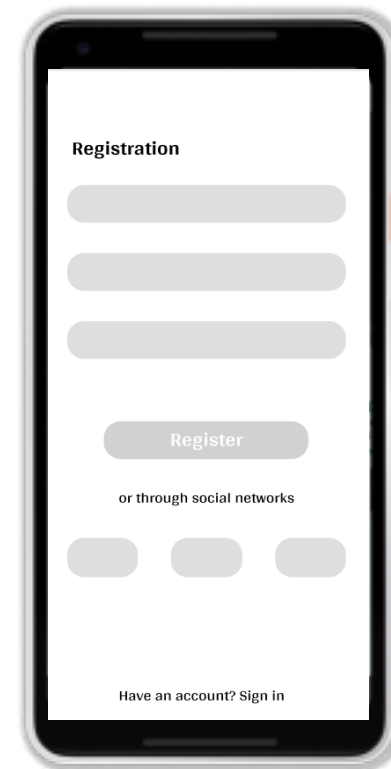 Registration
Register
or through social networks
Have an account? Sign in